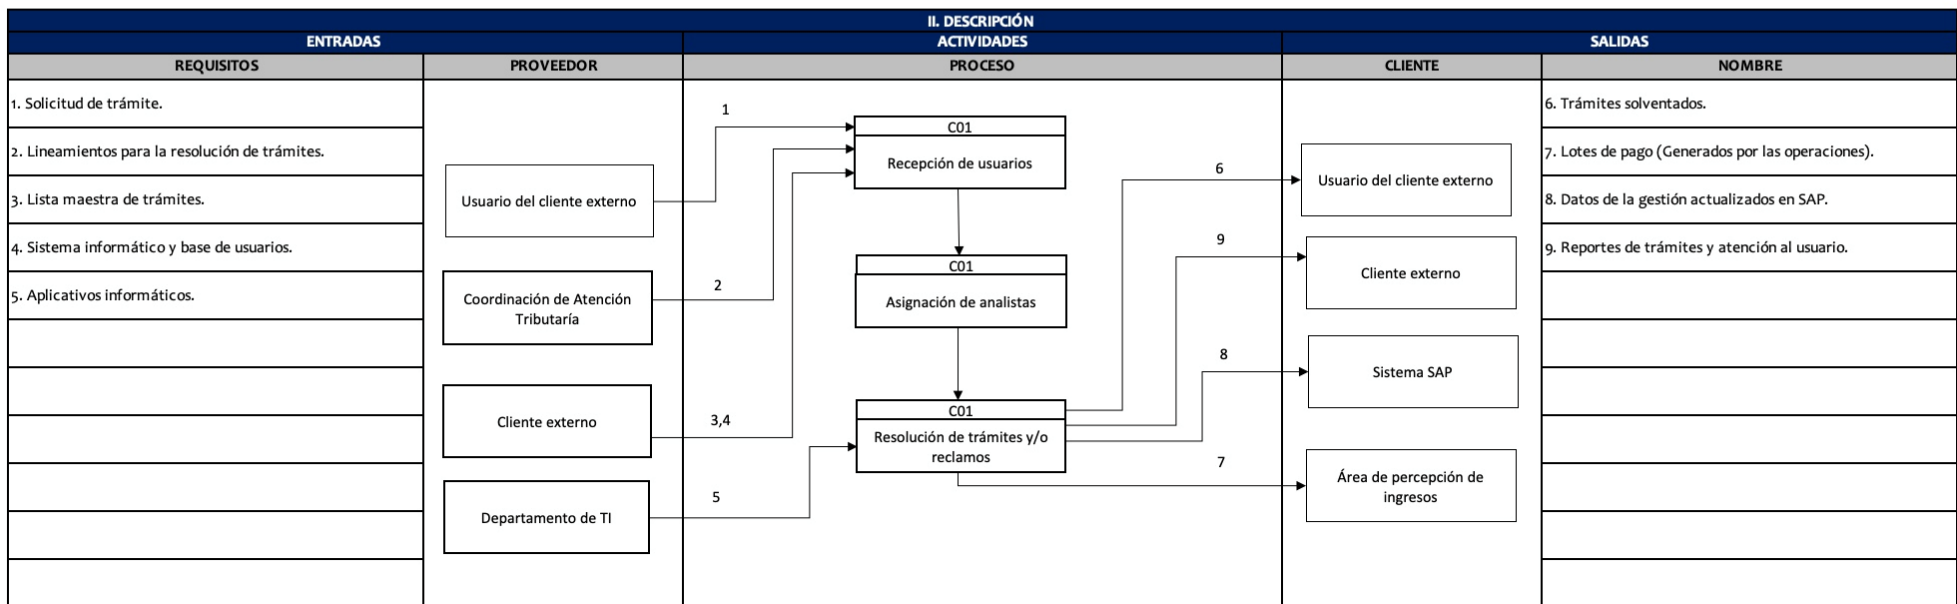 II. DESCRIPCIÓN
ENTRADAS
ACTIVIDADES
SALIDAS
REQUISITOS
PROVEEDOR
PROCESO
CLIENTE
NOMBRE
1. Solicitud de trámite.
2. Lineamientos para la resolución de trámites.
3. Lista maestra de trámites.
4. Sistema informático y base de usuarios.
5. Aplicativos informáticos.
Usuario del cliente externo
Coordinación de Atención
Tributaría
Cliente externo
Departamento de TI
1
2
3,4
5
C01
Recepción de usuarios
C01
Asignación de analistas
C01
Resolución de trámites y/o
reclamos
6
9
8
7
Usuario del cliente externo
Cliente externo
Sistema SAP
Área de percepción de
ingresos
6. Trámites solventados.
7. Lotes de pago (Generados por las operaciones).
8. Datos de la gestión actualizados en SAP.
9. Reportes de trámites y atención al usuario.